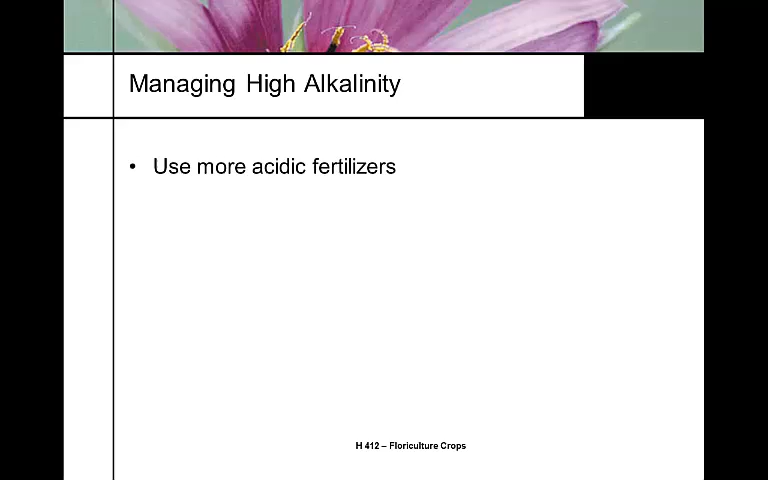 Managing High Alkalinity
• Use more acidic fertilizers
H 412 – Floriculture Crops